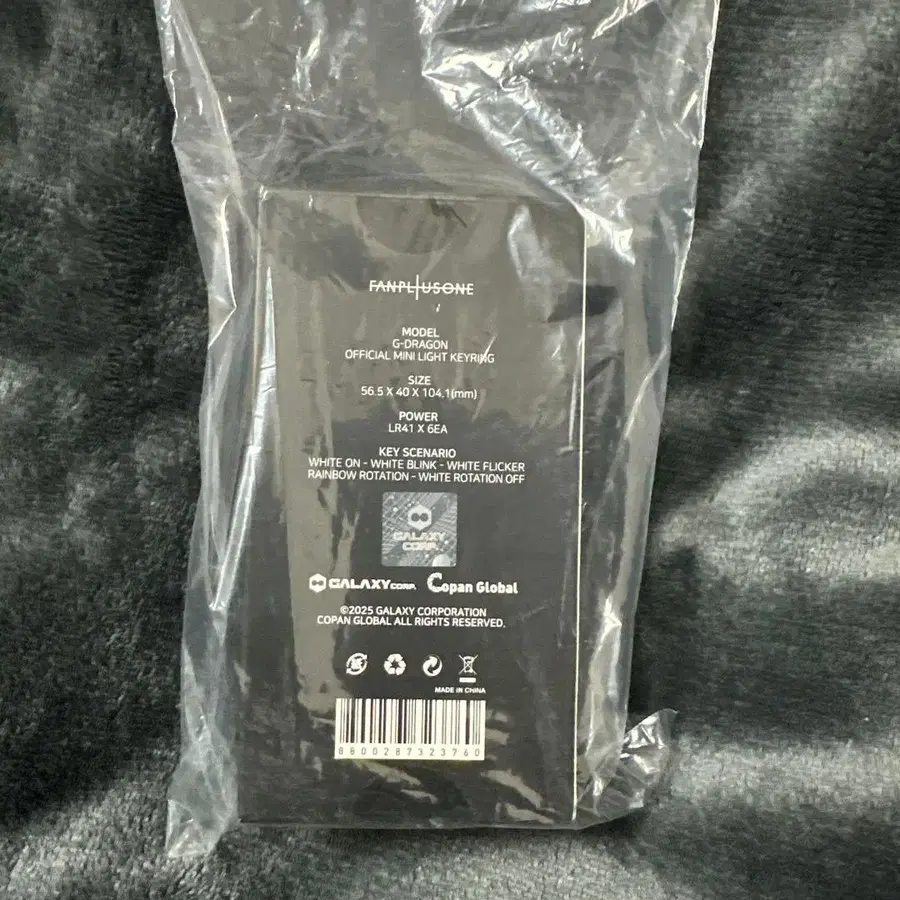 FANPLUSONE
MODEL
G-DRAGON
OFFICIAL MINI LIGHT KEYRING
SIZE
56.5 X 40 X 104.1(mm)
POWER
LR41 X 6EA
KEY SCENARIO
WHITE ON - WHITE BLINK - WHITE FLICKER
RAINBOW ROTATION - WHITE ROTATION OFF
GALAXY
CORP.
GALAXY CORP. Copan Global
©2025 GALAXY CORPORATION
COPAN GLOBAL ALL RIGHTS RESERVED.
MADE IN CHINA
8800287323760